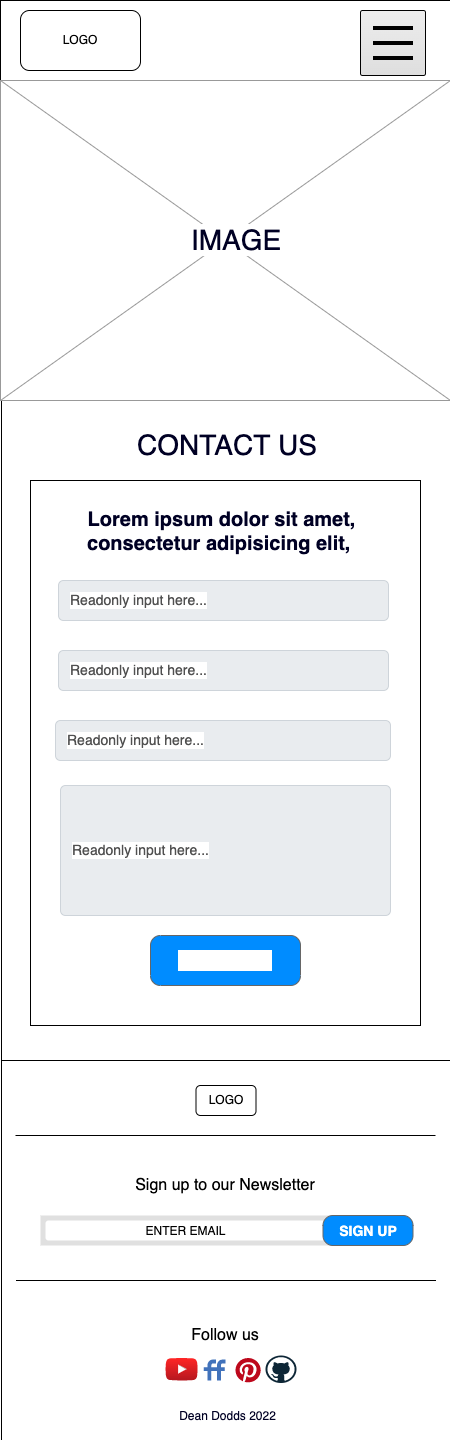 LOGO
IMAGE
CONTACT US
Lorem ipsum dolor sit amet,
consectetur adipisicing elit,
Readonly input here...
Readonly input here...
Readonly input here...
Readonly input here...
LOGO
Sign up to our Newsletter
ENTER EMAIL
SIGN UP
Follow us
ff
Dean Dodds 2022